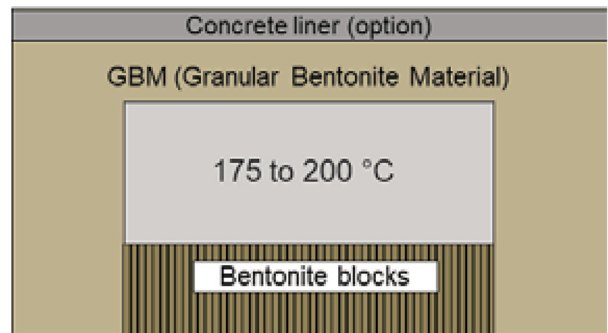 Concrete liner (option)
GBM (Granular Bentonite Material)
175 to 200 °C
Bentonite blocks